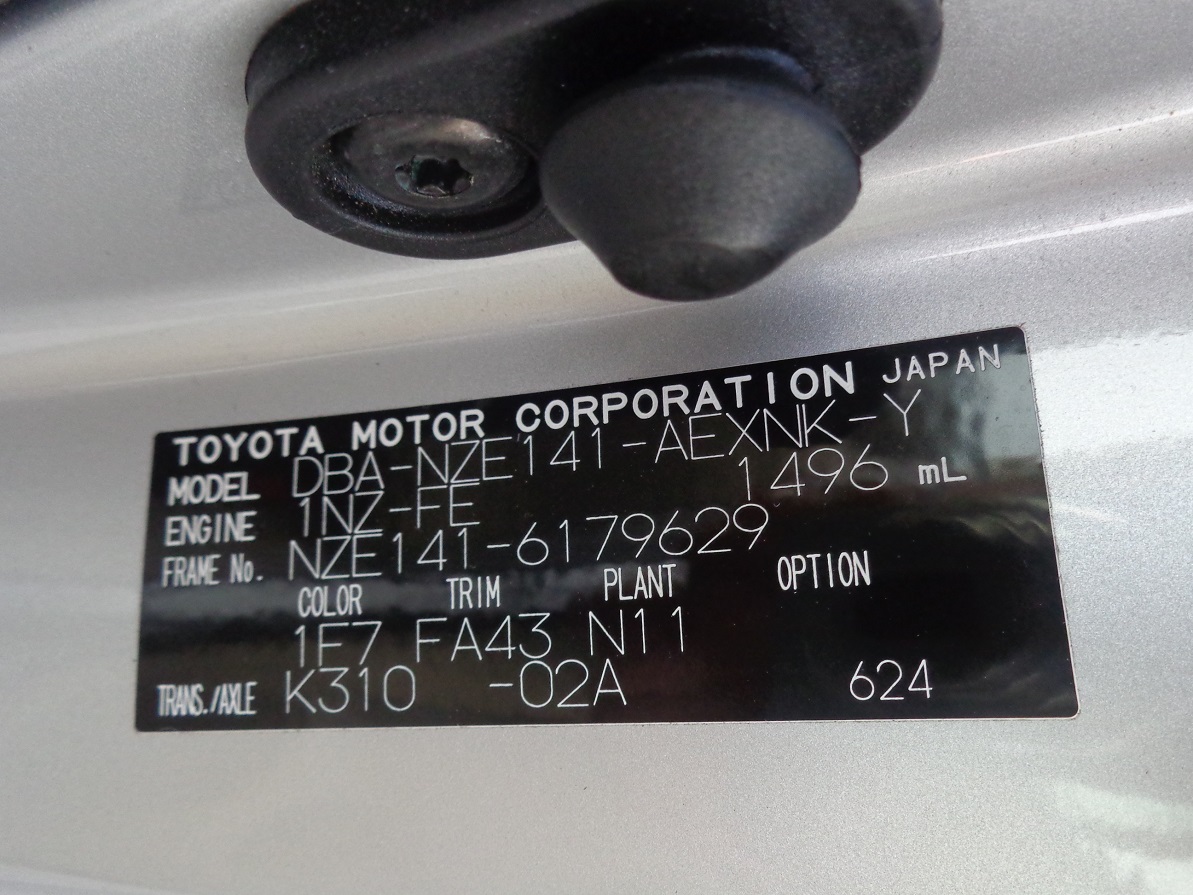 TOYOTA MOTOR CORPORATION JAPAN
MODEL DBA-NZE141-AEXNK-Y
ENGINE 1NZ-FE 1496 mL
FRAME No. NZE141-6179629
COLOR TRIM PLANT OPTION
1F7 FA43 N11
TRANS./AXLE K310 -02A 624